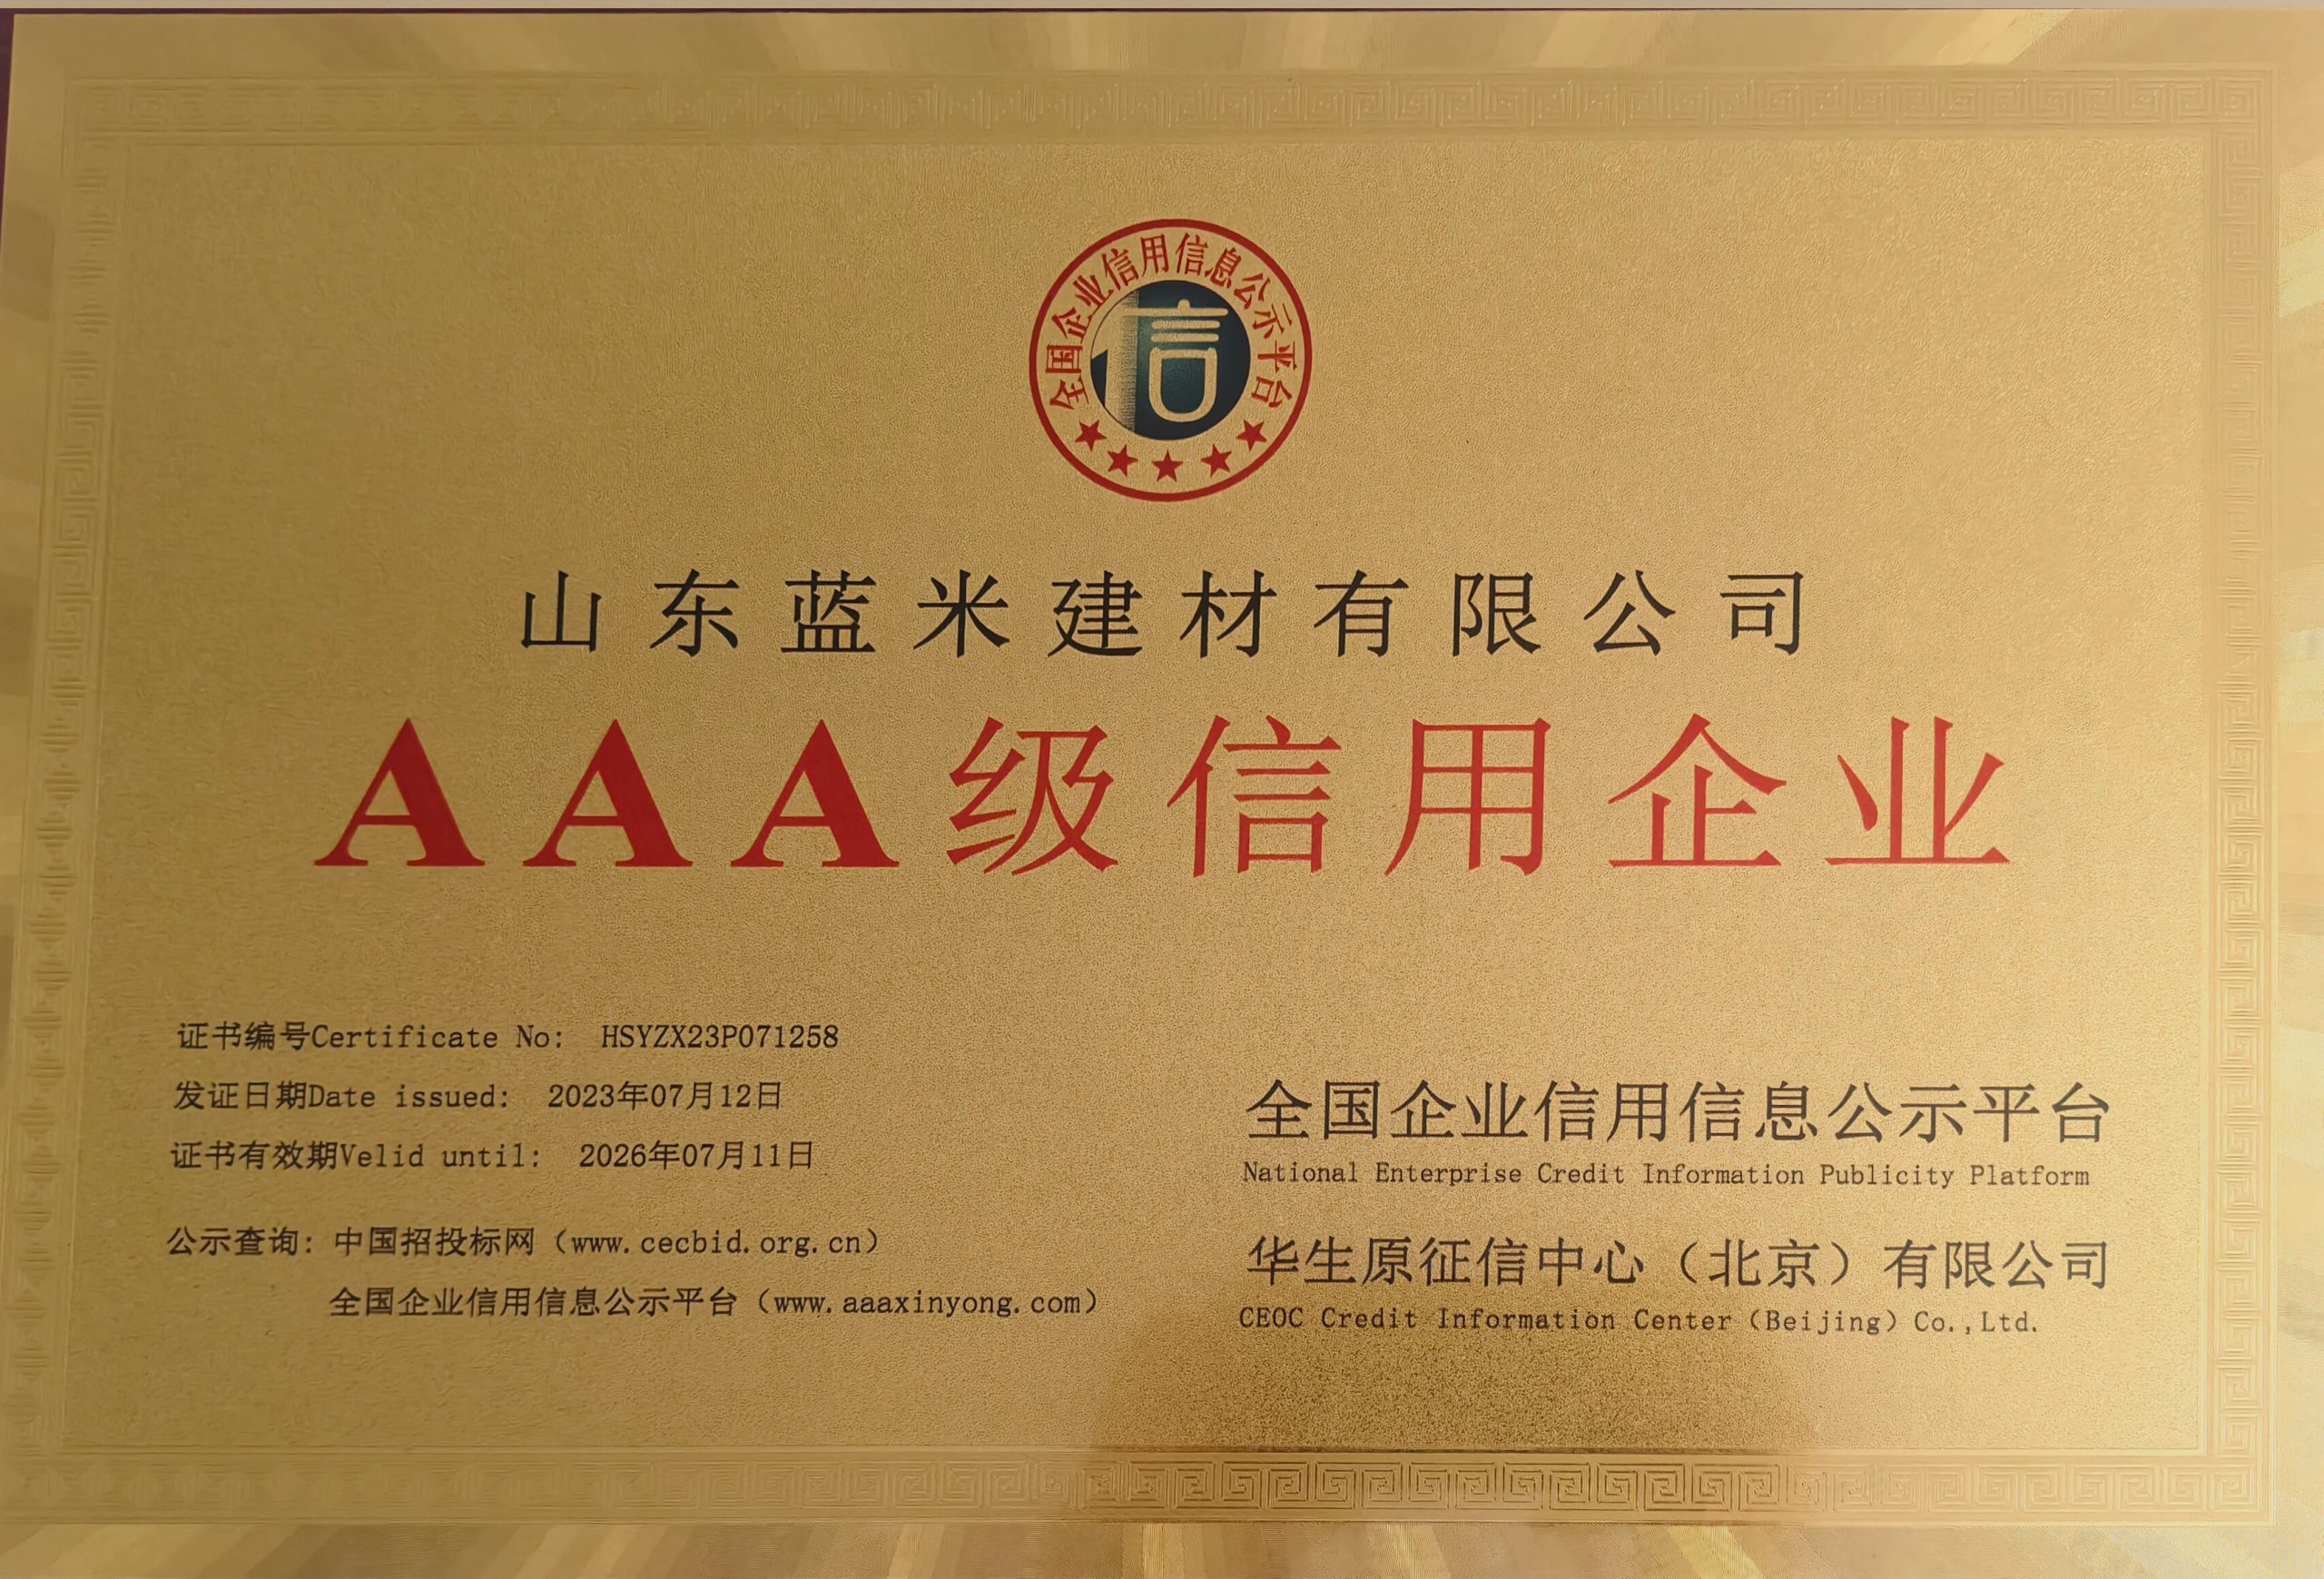 全国企业信用信息公示平台
信
山东蓝米建材有限公司
AAA级信用企业
证书编号Certificate No: HSYZX23P071258
发证日期Date issued: 2023年07月12日
证书有效期Velid until: 2026年07月11日
公示查询：中国招投标网（www.cecbid.org.cn）
全国企业信用信息公示平台（www.aaaxinyong.com）
全国企业信用信息公示平台
National Enterprise Credit Information Publicity Platform
华生原征信中心（北京）有限公司
CEOC Credit Information Center（Beijing）Co.,Ltd.